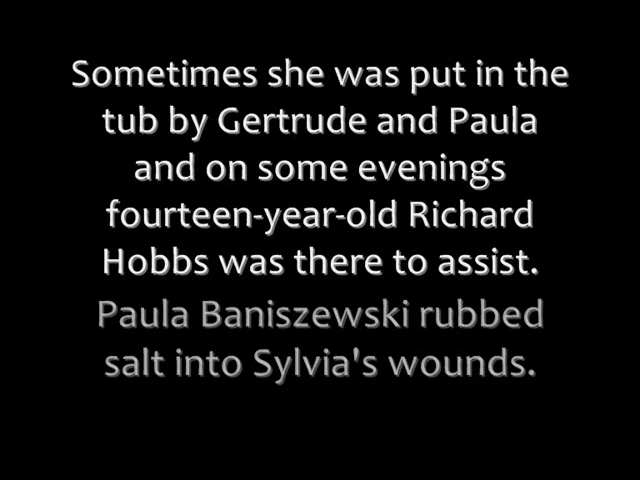 Sometimes she was put in the
tub by Gertrude and Paula
and on some evenings
fourteen-year-old Richard
Hobbs was there to assist.
Paula Baniszewski rubbed
salt into Sylvia's wounds.